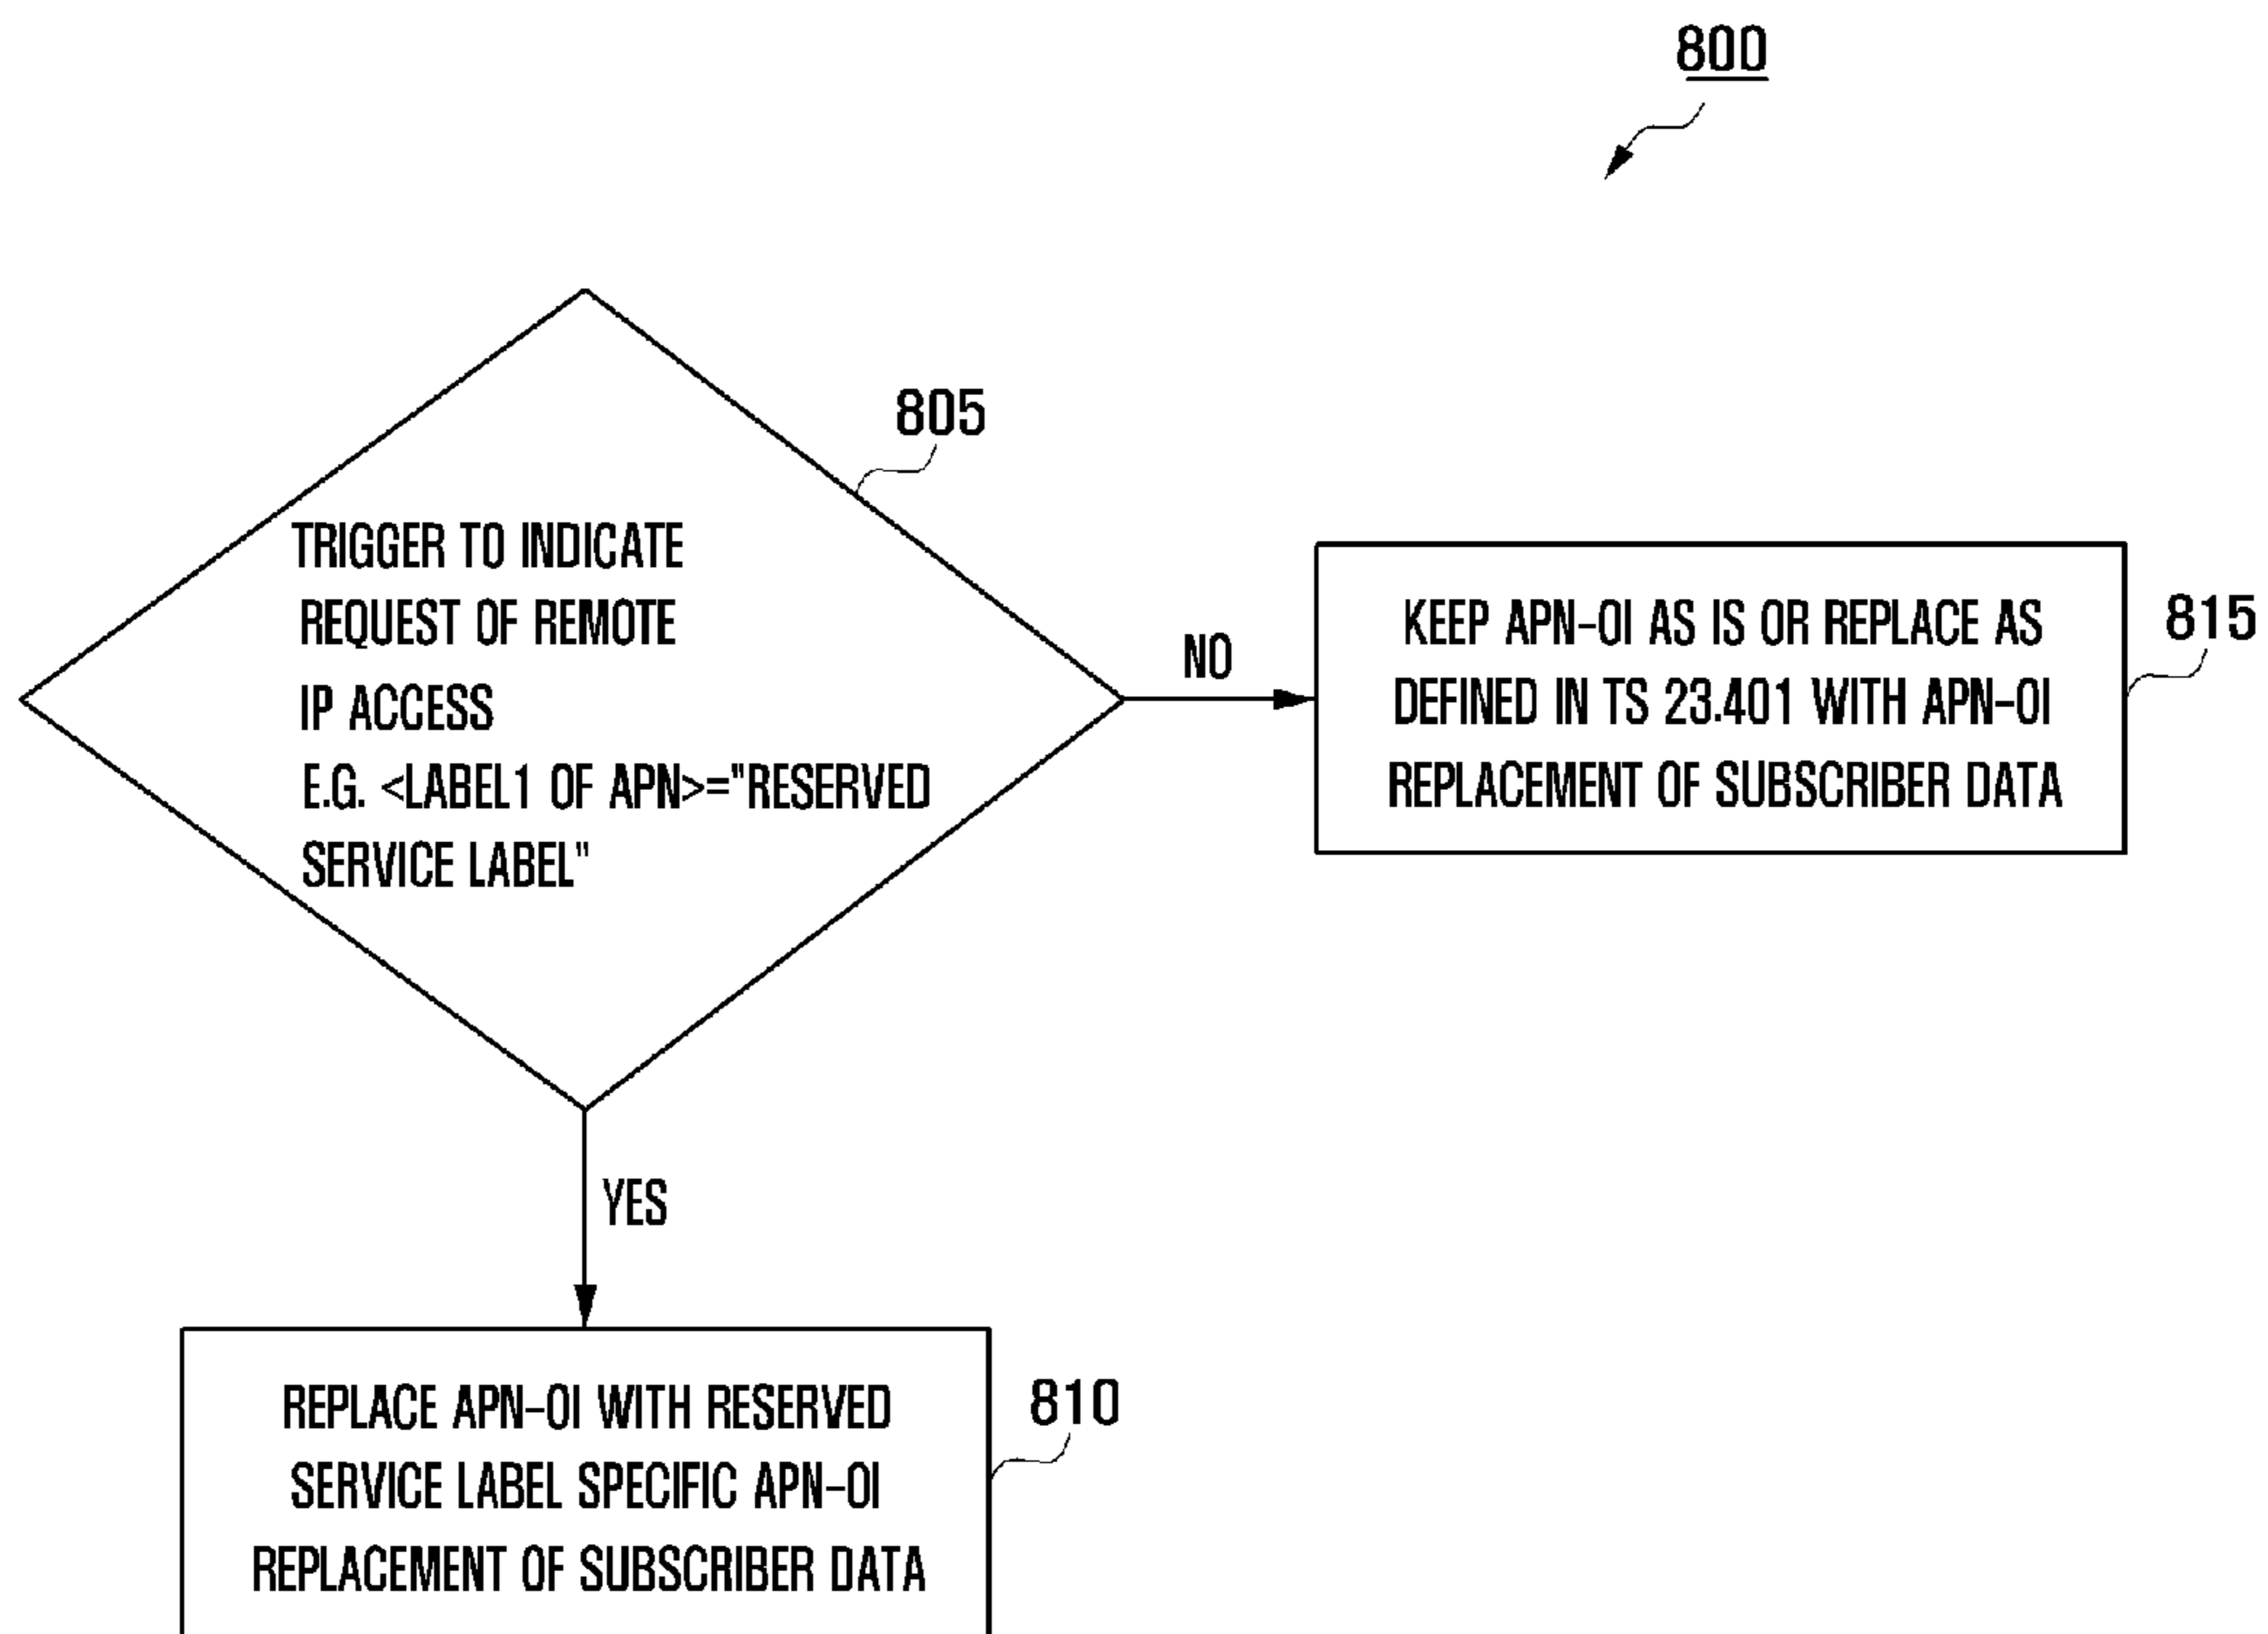 800
805
TRIGGER TO INDICATE
REQUEST OF REMOTE
IP ACCESS
E.G. <LABEL1 OF APN>="RESERVED
SERVICE LABEL"
NO
KEEP APN-OI AS IS OR REPLACE AS
DEFINED IN TS 23.401 WITH APN-OI
REPLACEMENT OF SUBSCRIBER DATA
815
YES
REPLACE APN-OI WITH RESERVED
SERVICE LABEL SPECIFIC APN-OI
REPLACEMENT OF SUBSCRIBER DATA
810